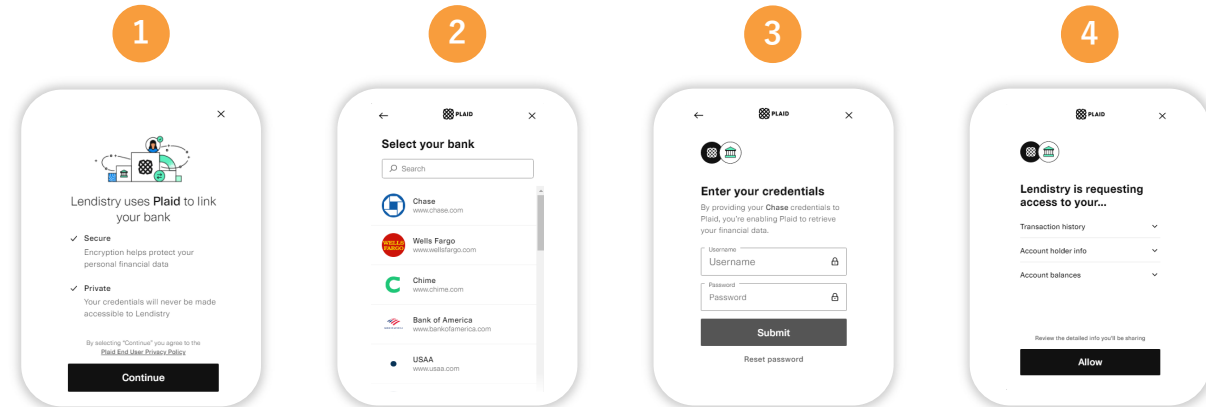 1
2
3
4
Lendistry uses Plaid to link
your bank
Secure
Encryption helps protect your
personal financial data
Private
Your credentials will never be made
accessible to Lendistry
By selecting "Continue" you agree to the
Plaid End User Privacy Policy
Continue
PLAID
Select your bank
Search
Chase
www.chase.com
WELLS
FARGO
Wells Fargo
www.wellsfargo.com
Chime
www.chime.com
Bank of America
www.bankofamerica.com
USAA
www.usaa.com
PLAID
Enter your credentials
By providing your Chase credentials to
Plaid, you're enabling Plaid to retrieve
your financial data.
Username
Username
Password
Password
Submit
Reset password
PLAID
Lendistry is requesting
access to your...
Transaction history
Account holder info
Account balances
Review the detailed info you'll be sharing
Allow